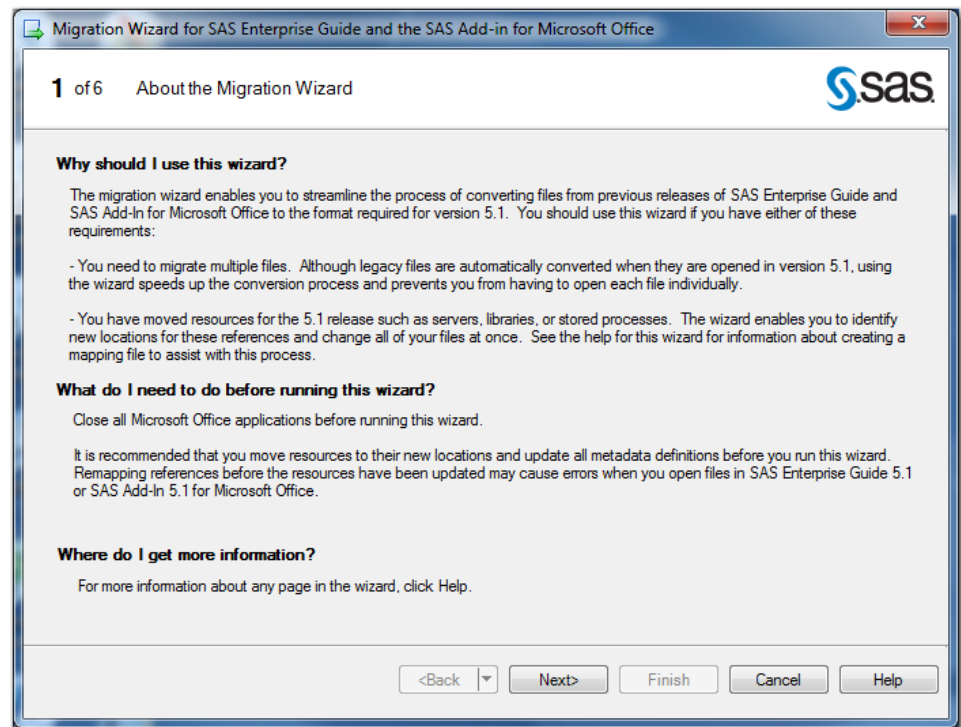 Migration Wizard for SAS Enterprise Guide and the SAS Add-in for Microsoft Office
x
1 of 6 About the Migration Wizard
sas
Why should I use this wizard?
The migration wizard enables you to streamline the process of converting files from previous releases of SAS Enterprise Guide and
SAS Add-In for Microsoft Office to the format required for version 5.1. You should use this wizard if you have either of these
requirements:
- You need to migrate multiple files. Although legacy files are automatically converted when they are opened in version 5.1, using
the wizard speeds up the conversion process and prevents you from having to open each file individually.
- You have moved resources for the 5.1 release such as servers, libraries, or stored processes. The wizard enables you to identify
new locations for these references and change all of your files at once. See the help for this wizard for information about creating a
mapping file to assist with this process.
What do I need to do before running this wizard?
Close all Microsoft Office applications before running this wizard.
It is recommended that you move resources to their new locations and update all metadata definitions before you run this wizard.
Remapping references before the resources have been updated may cause errors when you open files in SAS Enterprise Guide 5.1
or SAS Add-In 5.1 for Microsoft Office.
Where do I get more information?
For more information about any page in the wizard, click Help.
<Back Next> Finish Cancel Help